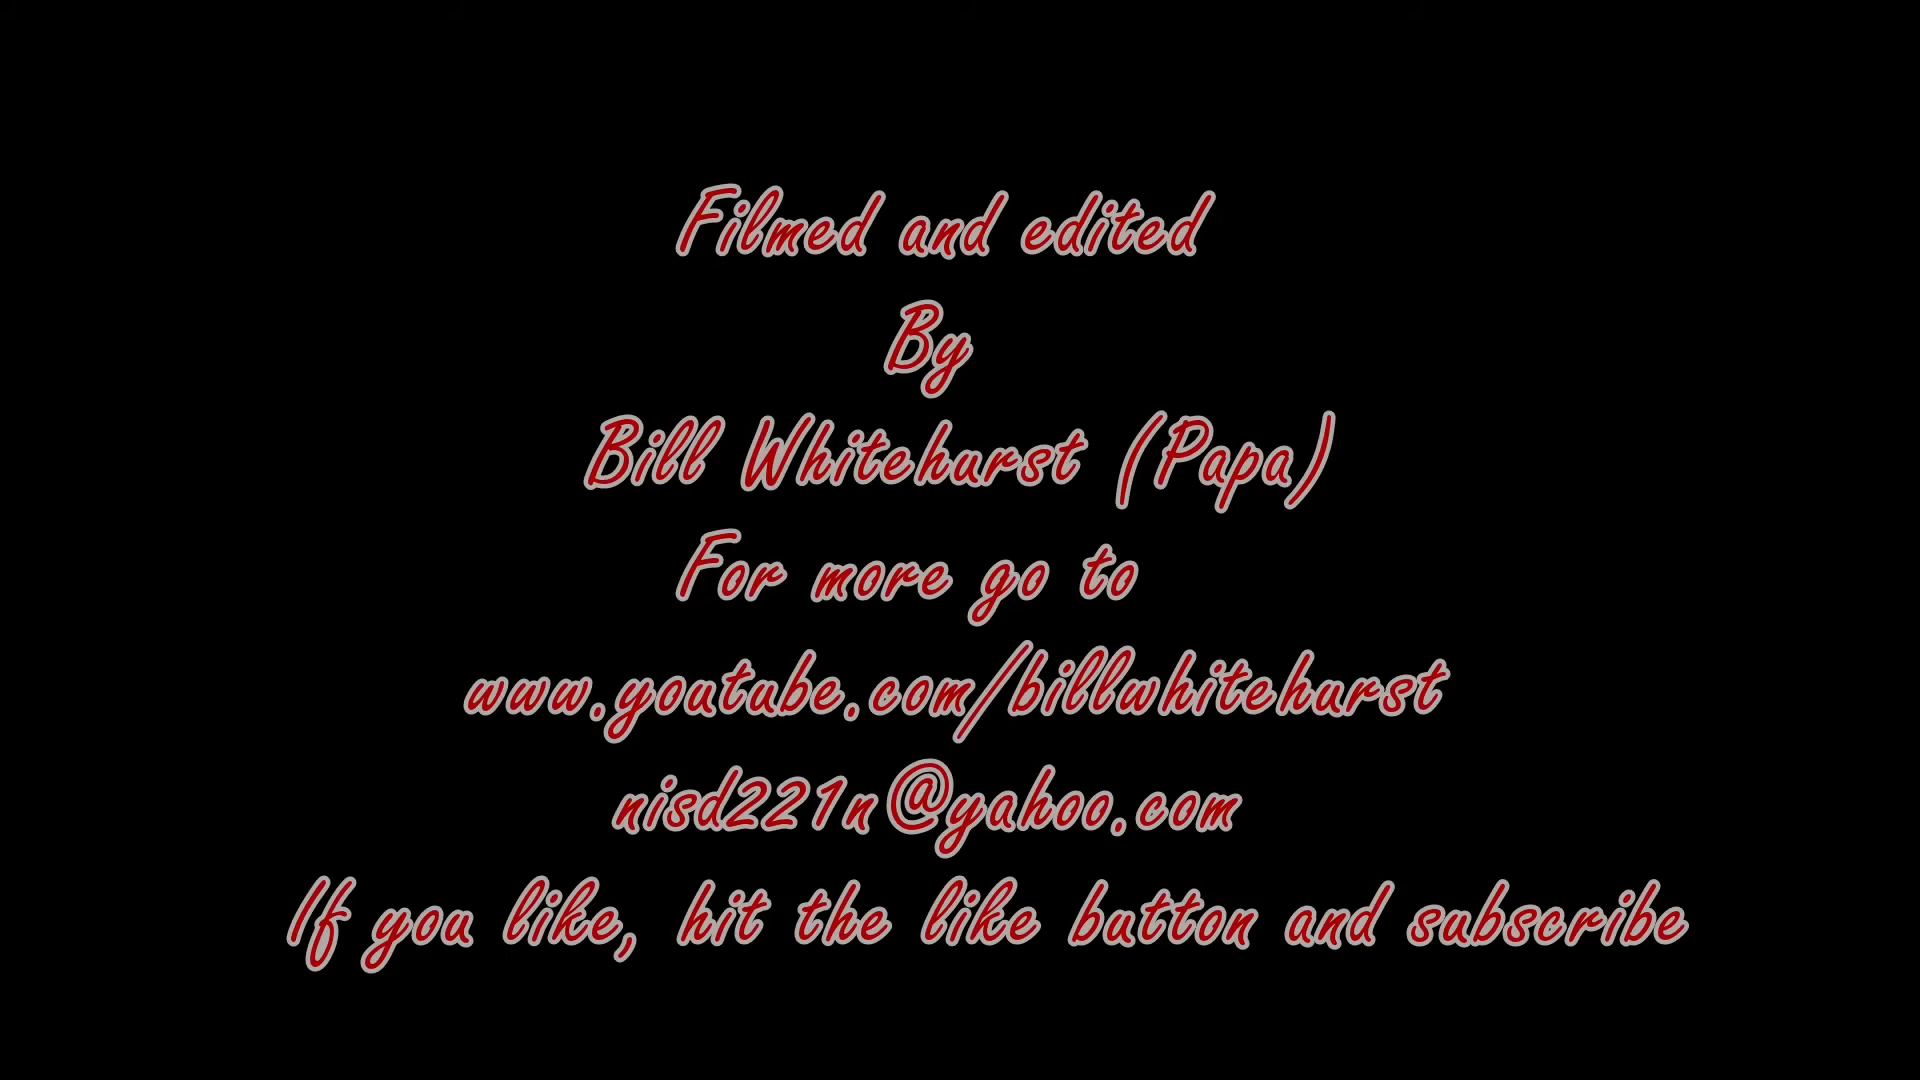 Filmed and edited
By
Bill Whitehurst (Papa)
For more go to
www.youtube.com/billwhitehurst
nisd221n@yahoo.com
If you like, hit the like button and subscribe